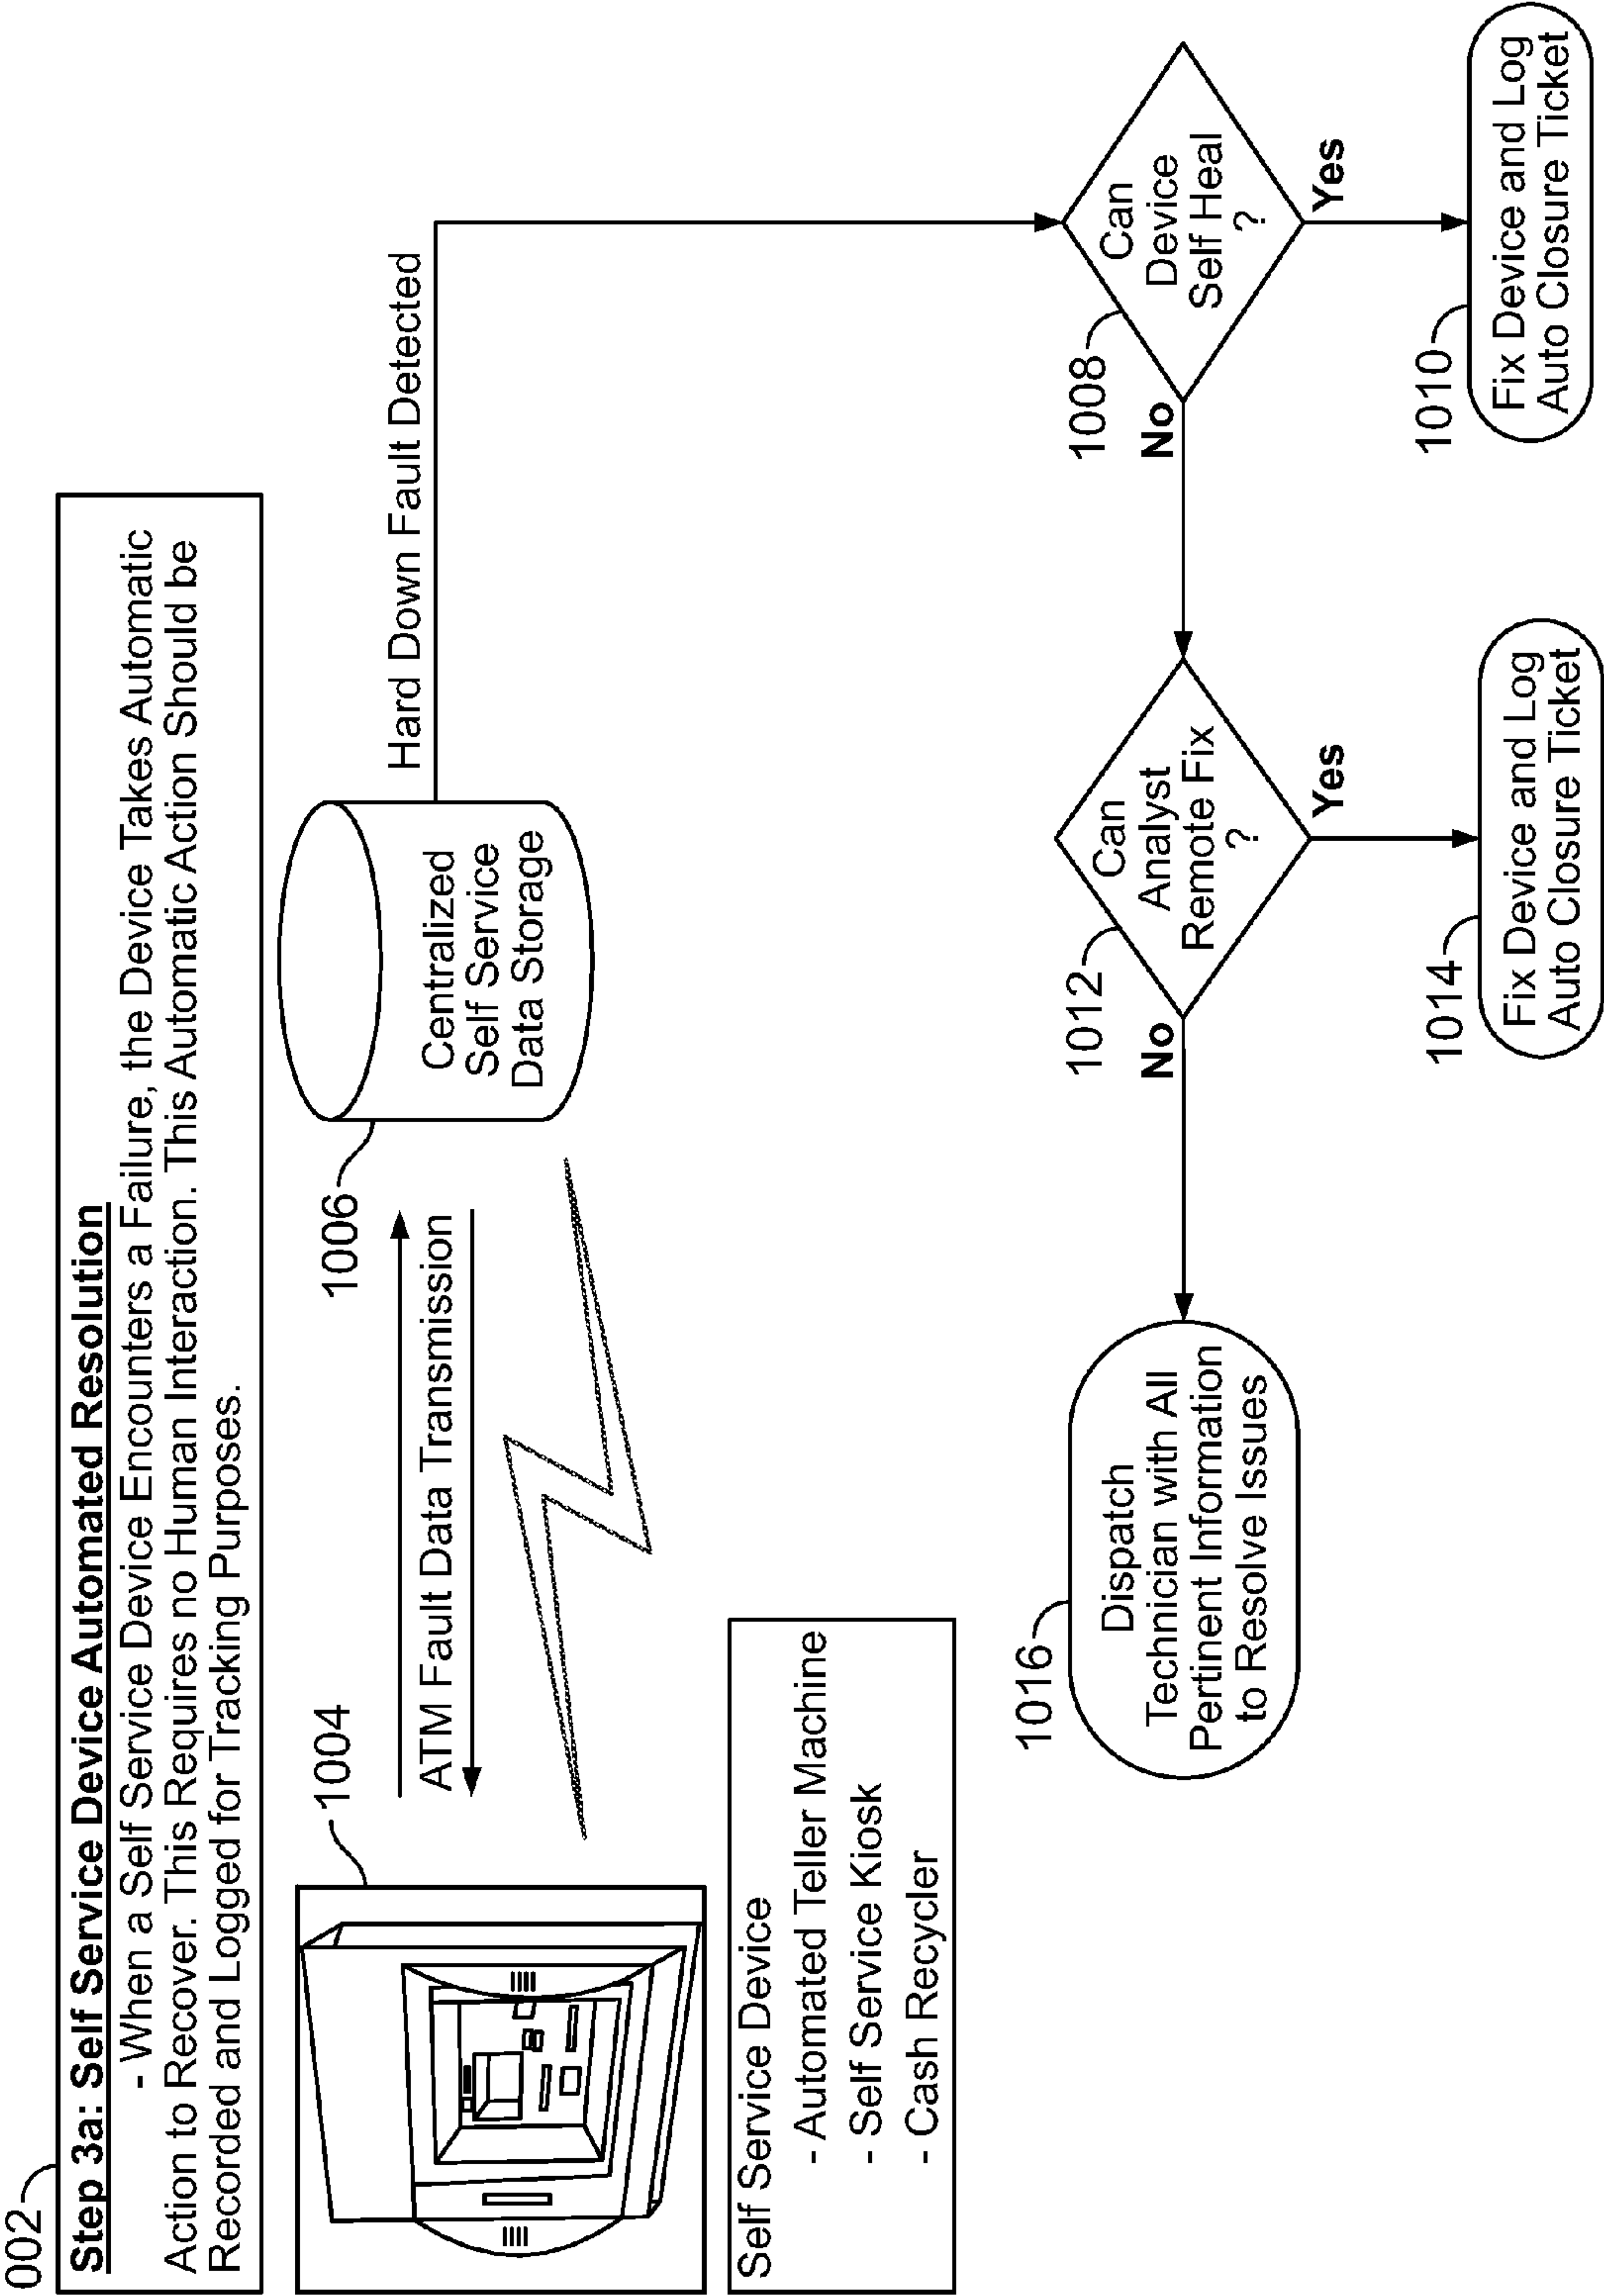 002
Step 3a: Self Service Device Automated Resolution
- When a Self Service Device Encounters a Failure, the Device Takes Automatic
Action to Recover. This Requires no Human Interaction. This Automatic Action Should be
Recorded and Logged for Tracking Purposes.
1004
ATM Fault Data Transmission
1006
Centralized
Self Service
Data Storage
Hard Down Fault Detected
Self Service Device
- Automated Teller Machine
- Self Service Kiosk
- Cash Recycler
1008
Can
Device
Self Heal
?
Yes
No
1010
Fix Device and Log
Auto Closure Ticket
1012
Can
Analyst
Remote Fix
?
Yes
No
1014
Fix Device and Log
Auto Closure Ticket
1016
Dispatch
Technician with All
Pertinent Information
to Resolve Issues